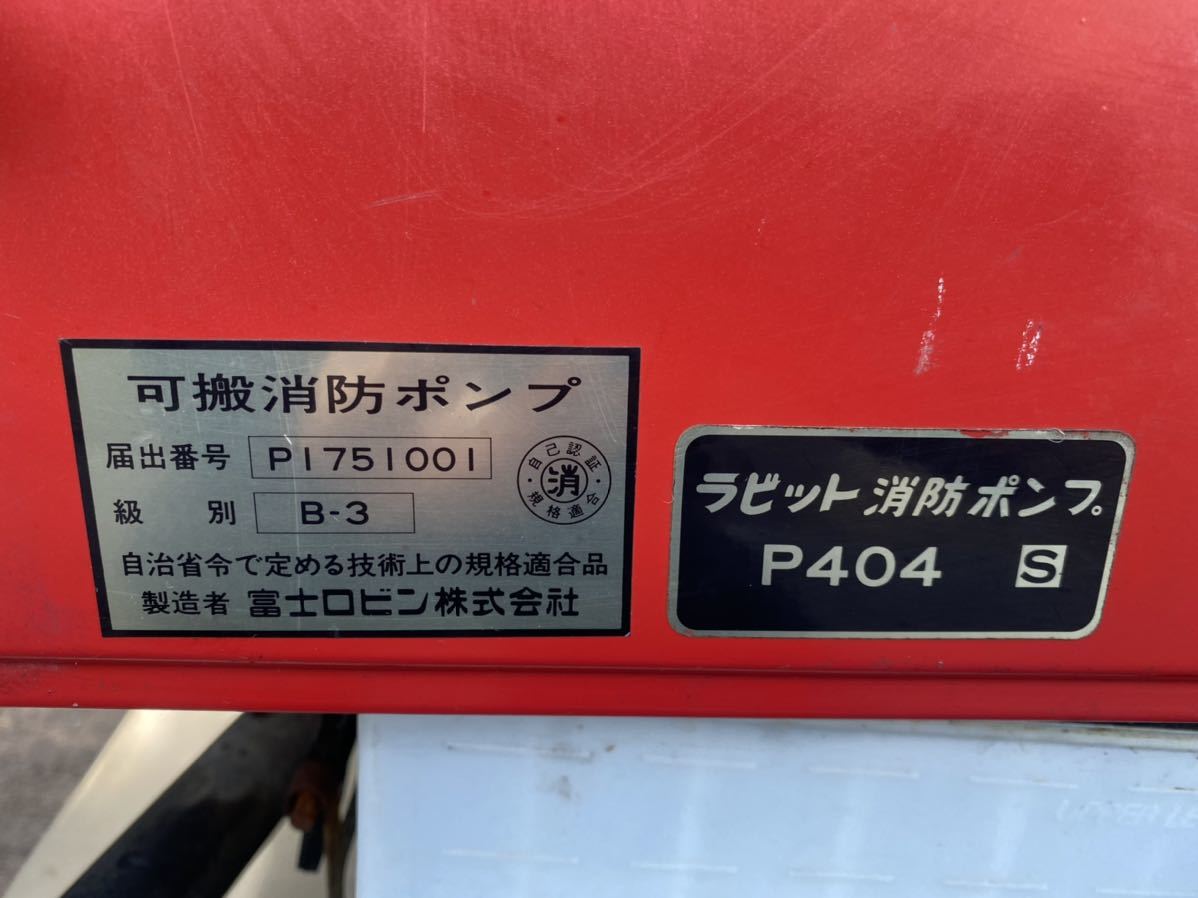 可搬消防ポンプ
届出番号 P1751001
級別 B-3
自己認証
消
規格適合
自治省令で定める技術上の規格適合品
製造者 富士ロビン株式会社
ラビット消防ポンプ
P404 S